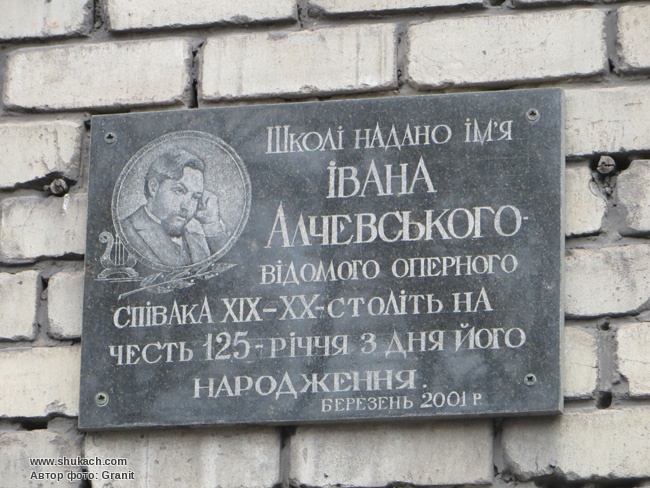 Школі надано ім'я
Івана
Алчевського-
відомого оперного
співака XIX-XX-століть на
честь 125-річчя з дня його
народження.
березень 2001 р
www.shukach.com
Автор фото: Granit